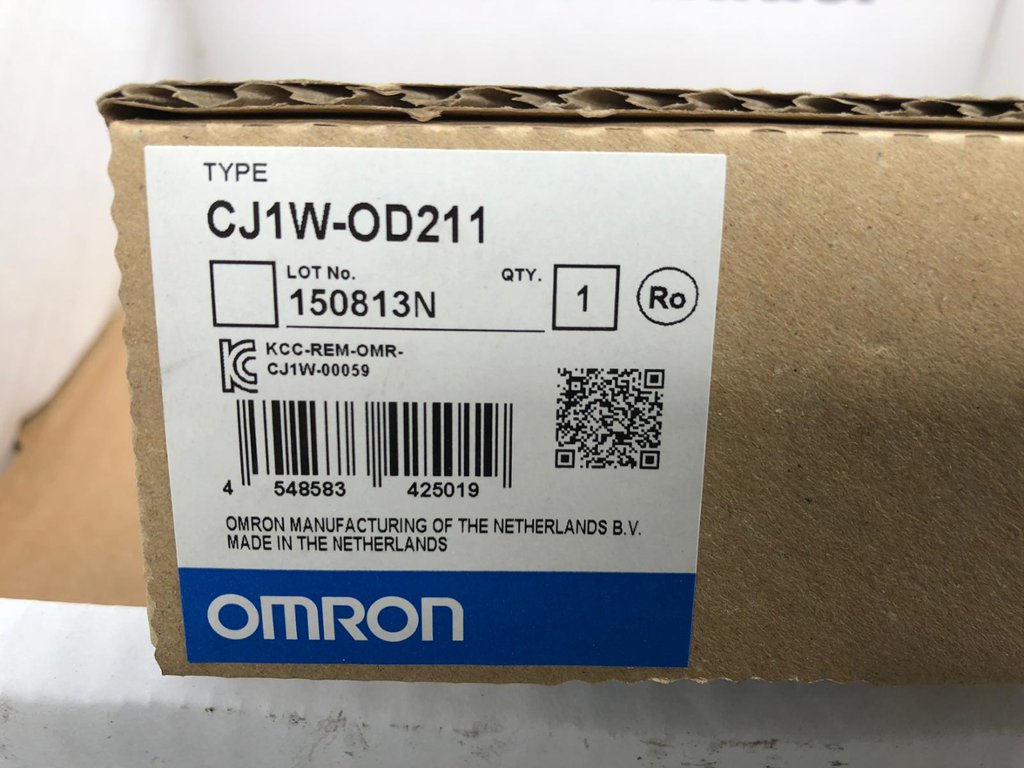 TYPE
CJ1W-OD211
LOT No.
150813N
QTY.
1
Ro
KCC-REM-OMR-
CJ1W-00059
4 548583 425019
OMRON MANUFACTURING OF THE NETHERLANDS B.V.
MADE IN THE NETHERLANDS
OMRON